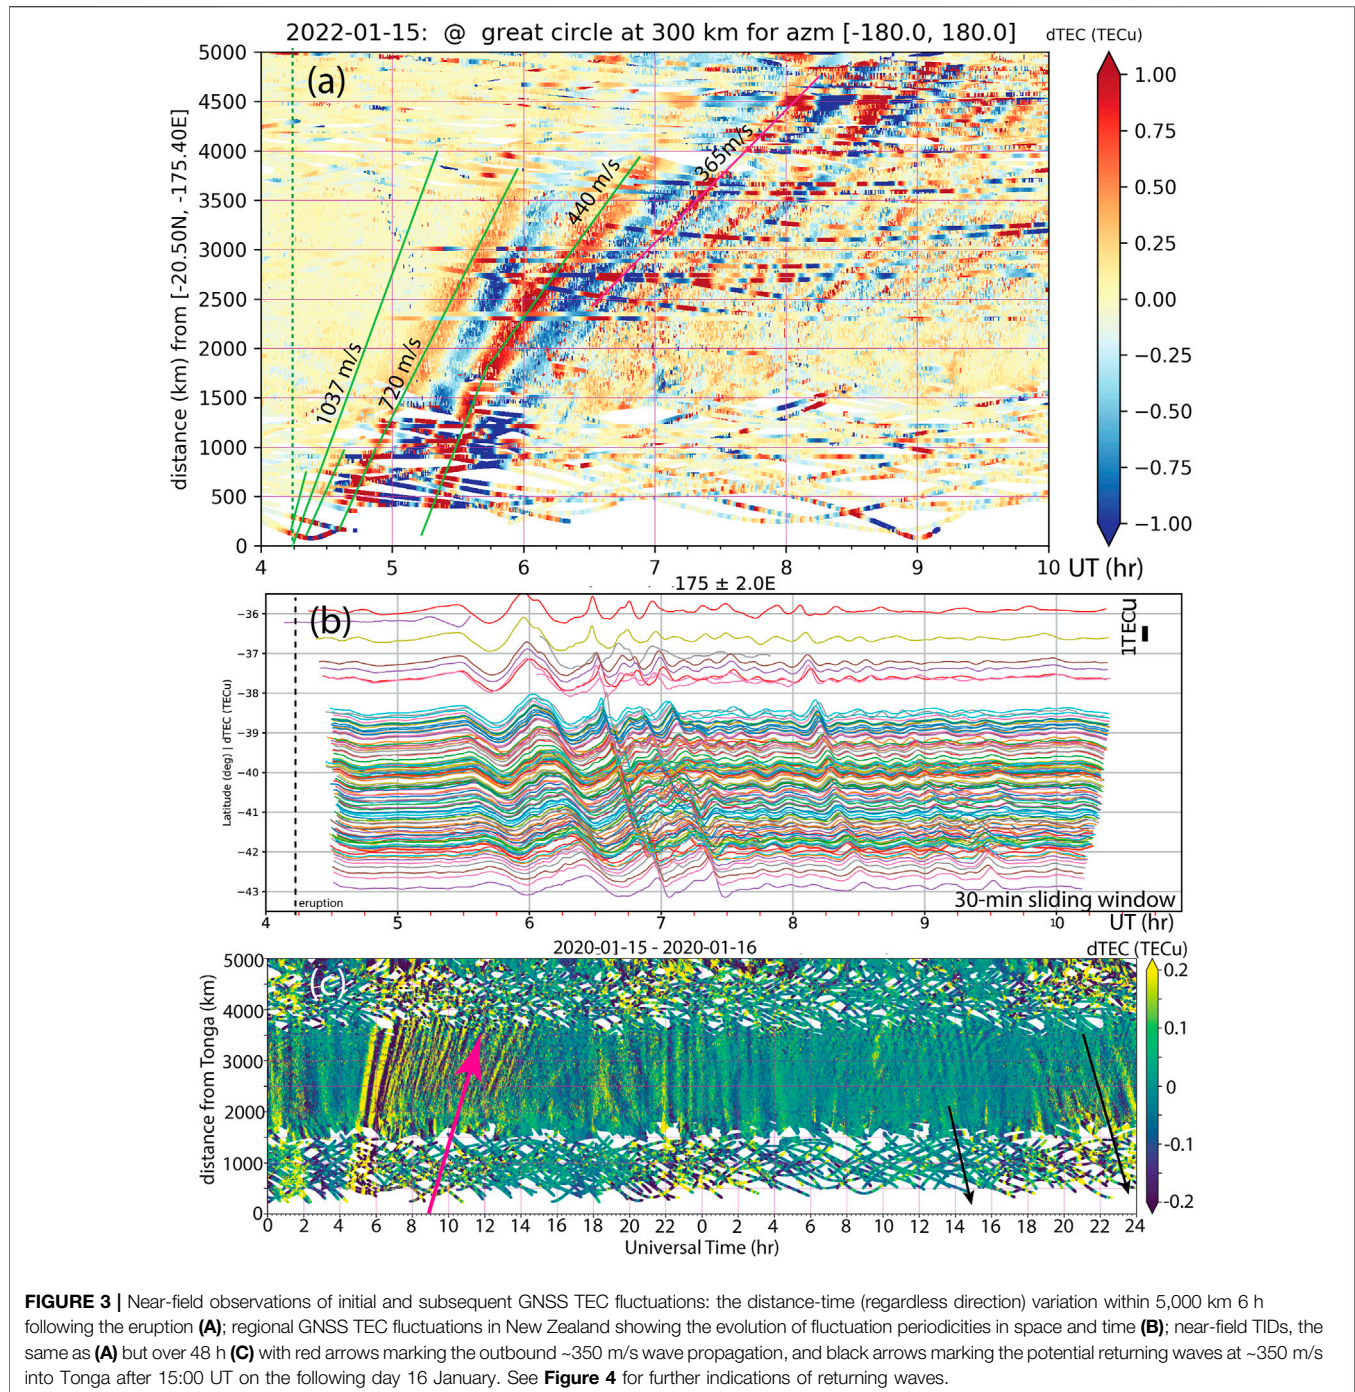 2022-01-15: @ great circle at 300 km for azm [-180.0, 180.0]
dTEC (TECu)
(a)
distance (km) from [-20.50N, -175.40E]
5000
4500
4000
3500
3000
2500
2000
1500
1000
500
0
1037 m/s
720 m/s
440 m/s
365m/s
1.00
0.75
0.50
0.25
0.00
−0.25
−0.50
−0.75
−1.00
4 5 6 7 8 9 10
UT (hr)
175 ± 2.0E
(b)
1TECu
Latitude (deg) | dTEC (TECu)
−36
−37
−38
−39
−40
−41
−42
−43
eruption
30-min sliding window
4 5 6 7 8 9 10
UT (hr)
2020-01-15 - 2020-01-16
dTEC (TECu)
(c)
distance from Tonga (km)
5000
4000
3000
2000
1000
0
0.2
0.1
0
-0.1
-0.2
0 2 4 6 8 10 12 14 16 18 20 22 0 2 4 6 8 10 12 14 16 18 20 22 24
Universal Time (hr)
FIGURE 3 | Near-field observations of initial and subsequent GNSS TEC fluctuations: the distance-time (regardless direction) variation within 5,000 km 6 h
following the eruption (A); regional GNSS TEC fluctuations in New Zealand showing the evolution of fluctuation periodicities in space and time (B); near-field TIDs, the
same as (A) but over 48 h (C) with red arrows marking the outbound ~350 m/s wave propagation, and black arrows marking the potential returning waves at ~350 m/s
into Tonga after 15:00 UT on the following day 16 January. See Figure 4 for further indications of returning waves.